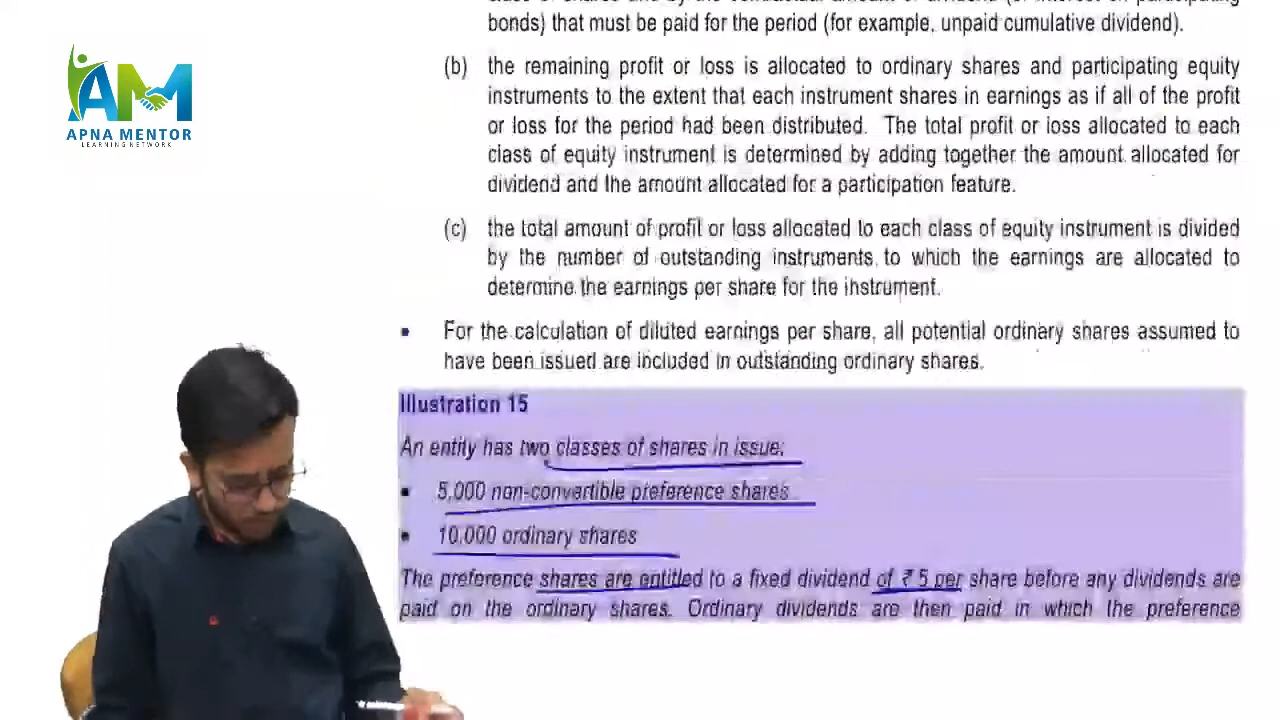 bonds) that must be paid for the period (for example, unpaid cumulative dividend).
AM
APNA MENTOR
LEARNING NETWORK
(b) the remaining profit or loss is allocated to ordinary shares and participating equity
instruments to the extent that each instrument shares in earnings as if all of the profit
or loss for the period had been distributed. The total profit or loss allocated to each
class of equity instrument is determined by adding together the amount allocated for
dividend and the amount allocated for a participation feature.
(c) the total amount of profit or loss allocated to each class of equity instrument is divided
by the number of outstanding instruments to which the earnings are allocated to
determine the earnings per share for the instrument.
• For the calculation of diluted earnings per share, all potential ordinary shares assumed to
have been issued are included in outstanding ordinary shares.
Illustration 15
An entity has two classes of shares in issue:
▪ 5,000 non-convertible preference shares
▪ 10,000 ordinary shares
The preference shares are entitled to a fixed dividend of ₹ 5 per share before any dividends are
paid on the ordinary shares. Ordinary dividends are then paid in which the preference